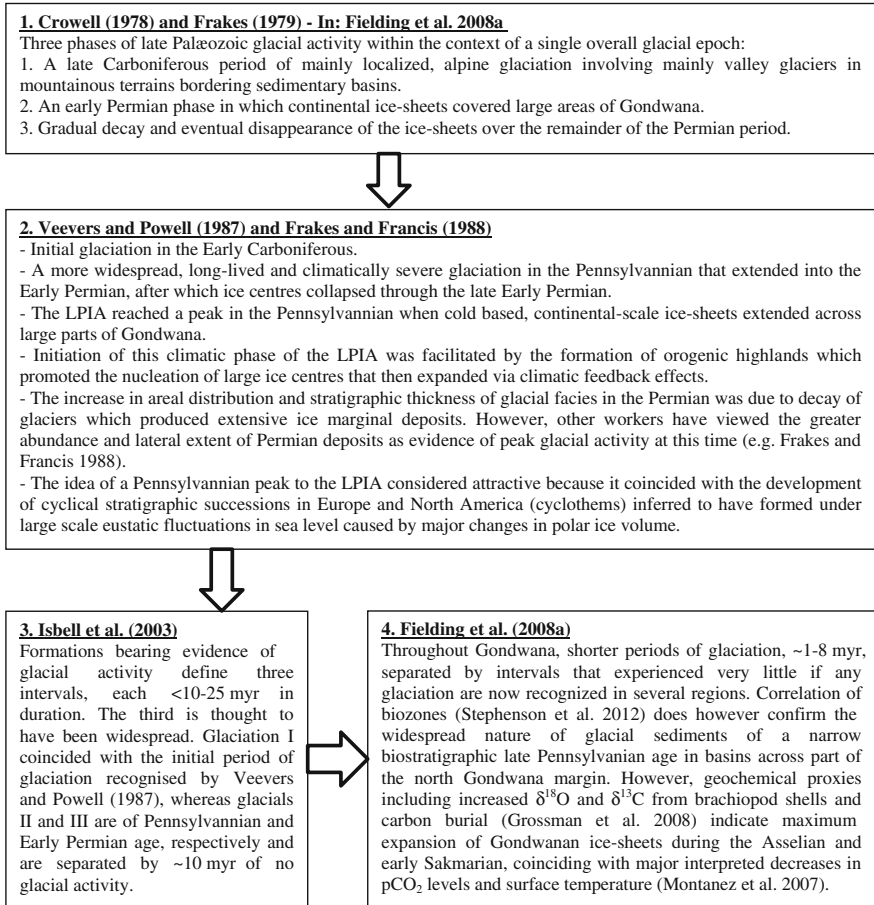 1. Crowell (1978) and Frakes (1979) - In: Fielding et al. 2008a
Three phases of late Palæozoic glacial activity within the context of a single overall glacial epoch:
1. A late Carboniferous period of mainly localized, alpine glaciation involving mainly valley glaciers in
mountainous terrains bordering sedimentary basins.
2. An early Permian phase in which continental ice-sheets covered large areas of Gondwana.
3. Gradual decay and eventual disappearance of the ice-sheets over the remainder of the Permian period.
2. Veevers and Powell (1987) and Frakes and Francis (1988)
- Initial glaciation in the Early Carboniferous.
- A more widespread, long-lived and climatically severe glaciation in the Pennsylvannian that extended into the
Early Permian, after which ice centres collapsed through the late Early Permian.
- The LPIA reached a peak in the Pennsylvannian when cold based, continental-scale ice-sheets extended across
large parts of Gondwana.
- Initiation of this climatic phase of the LPIA was facilitated by the formation of orogenic highlands which
promoted the nucleation of large ice centres that then expanded via climatic feedback effects.
- The increase in areal distribution and stratigraphic thickness of glacial facies in the Permian was due to decay of
glaciers which produced extensive ice marginal deposits. However, other workers have viewed the greater
abundance and lateral extent of Permian deposits as evidence of peak glacial activity at this time (e.g. Frakes and
Francis 1988).
- The idea of a Pennsylvannian peak to the LPIA considered attractive because it coincided with the development
of cyclical stratigraphic successions in Europe and North America (cyclothems) inferred to have formed under
large scale eustatic fluctuations in sea level caused by major changes in polar ice volume.
3. Isbell et al. (2003)
Formations bearing evidence of
glacial activity define three
intervals, each <10-25 myr in
duration. The third is thought to
have been widespread. Glaciation I
coincided with the initial period of
glaciation recognised by Veevers
and Powell (1987), whereas glacials
II and III are of Pennsylvannian and
Early Permian age, respectively and
are separated by ~10 myr of no
glacial activity.
4. Fielding et al. (2008a)
Throughout Gondwana, shorter periods of glaciation, ~1-8 myr,
separated by intervals that experienced very little if any
glaciation are now recognized in several regions. Correlation of
biozones (Stephenson et al. 2012) does however confirm the
widespread nature of glacial sediments of a narrow
biostratigraphic late Pennsylvanian age in basins across part of
the north Gondwana margin. However, geochemical proxies
including increased δ¹⁸O and δ¹³C from brachiopod shells and
carbon burial (Grossman et al. 2008) indicate maximum
expansion of Gondwanan ice-sheets during the Asselian and
early Sakmarian, coinciding with major interpreted decreases in
pCO₂ levels and surface temperature (Montanez et al. 2007).